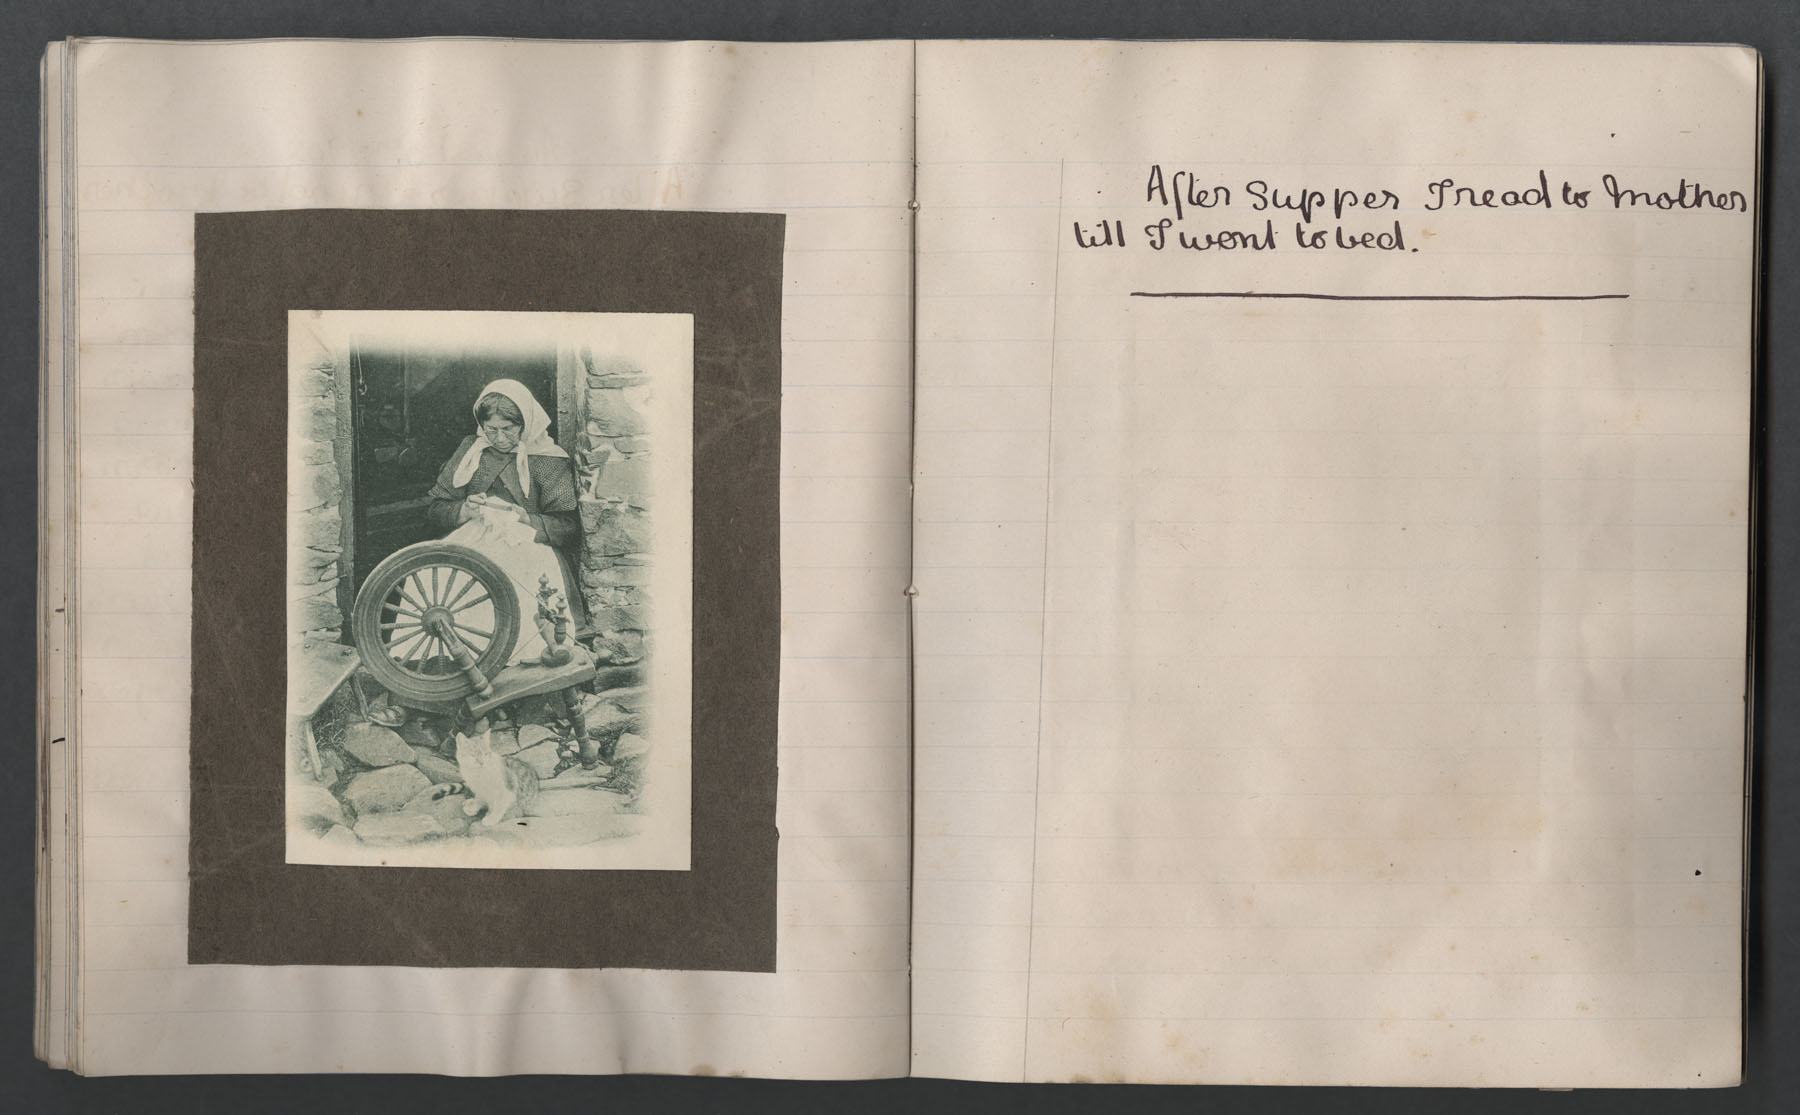 After Supper I read to Mother
till I went to bed.